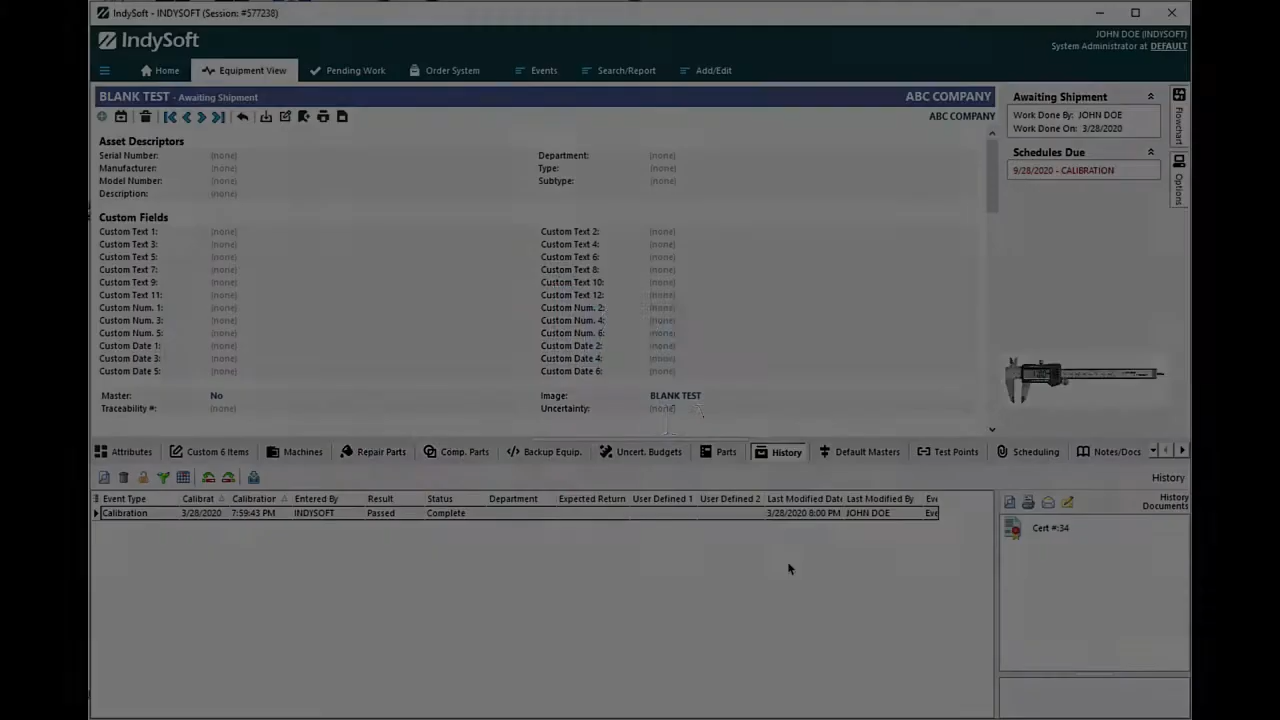 IndySoft - INDYSOFT (Session: #577238)
IndySoft
JOHN DOE (INDYSOFT)
System Administrator at DEFAULT
Home Equipment View Pending Work Order System Events Search/Report Add/Edit
BLANK TEST - Awaiting Shipment ABC COMPANY
ABC COMPANY
Asset Descriptors
Serial Number: (none) Department: (none)
Manufacturer: (none) Type: (none)
Model Number: (none) Subtype: (none)
Description: (none)
Custom Fields
Custom Text 1: (none) Custom Text 2: (none)
Custom Text 3: (none) Custom Text 4: (none)
Custom Text 5: (none) Custom Text 6: (none)
Custom Text 7: (none) Custom Text 8: (none)
Custom Text 9: (none) Custom Text 10: (none)
Custom Text 11: (none) Custom Text 12: (none)
Custom Num. 1: (none) Custom Num. 2: (none)
Custom Num. 3: (none) Custom Num. 4: (none)
Custom Num. 5: (none) Custom Num. 6: (none)
Custom Date 1: (none) Custom Date 2: (none)
Custom Date 3: (none) Custom Date 4: (none)
Custom Date 5: (none) Custom Date 6: (none)
Master: No Image: BLANK TEST
Traceability #: (none) Uncertainty: (none)
Awaiting Shipment
Work Done By: JOHN DOE
Work Done On: 3/28/2020
Schedules Due
9/28/2020 - CALIBRATION
Flowchart
Options
Attributes Custom 6 Items Machines Repair Parts Comp. Parts Backup Equip. Uncert. Budgets Parts History Default Masters Test Points Scheduling Notes/Docs
History
Event Type Calibrat Calibration Entered By Result Status Department Expected Return User Defined 1 User Defined 2 Last Modified Date Last Modified By Eve
Calibration 3/28/2020 7:59:43 PM INDYSOFT Passed Complete 3/28/2020 8:00 PM JOHN DOE Eve
History
Documents
Cert #:34